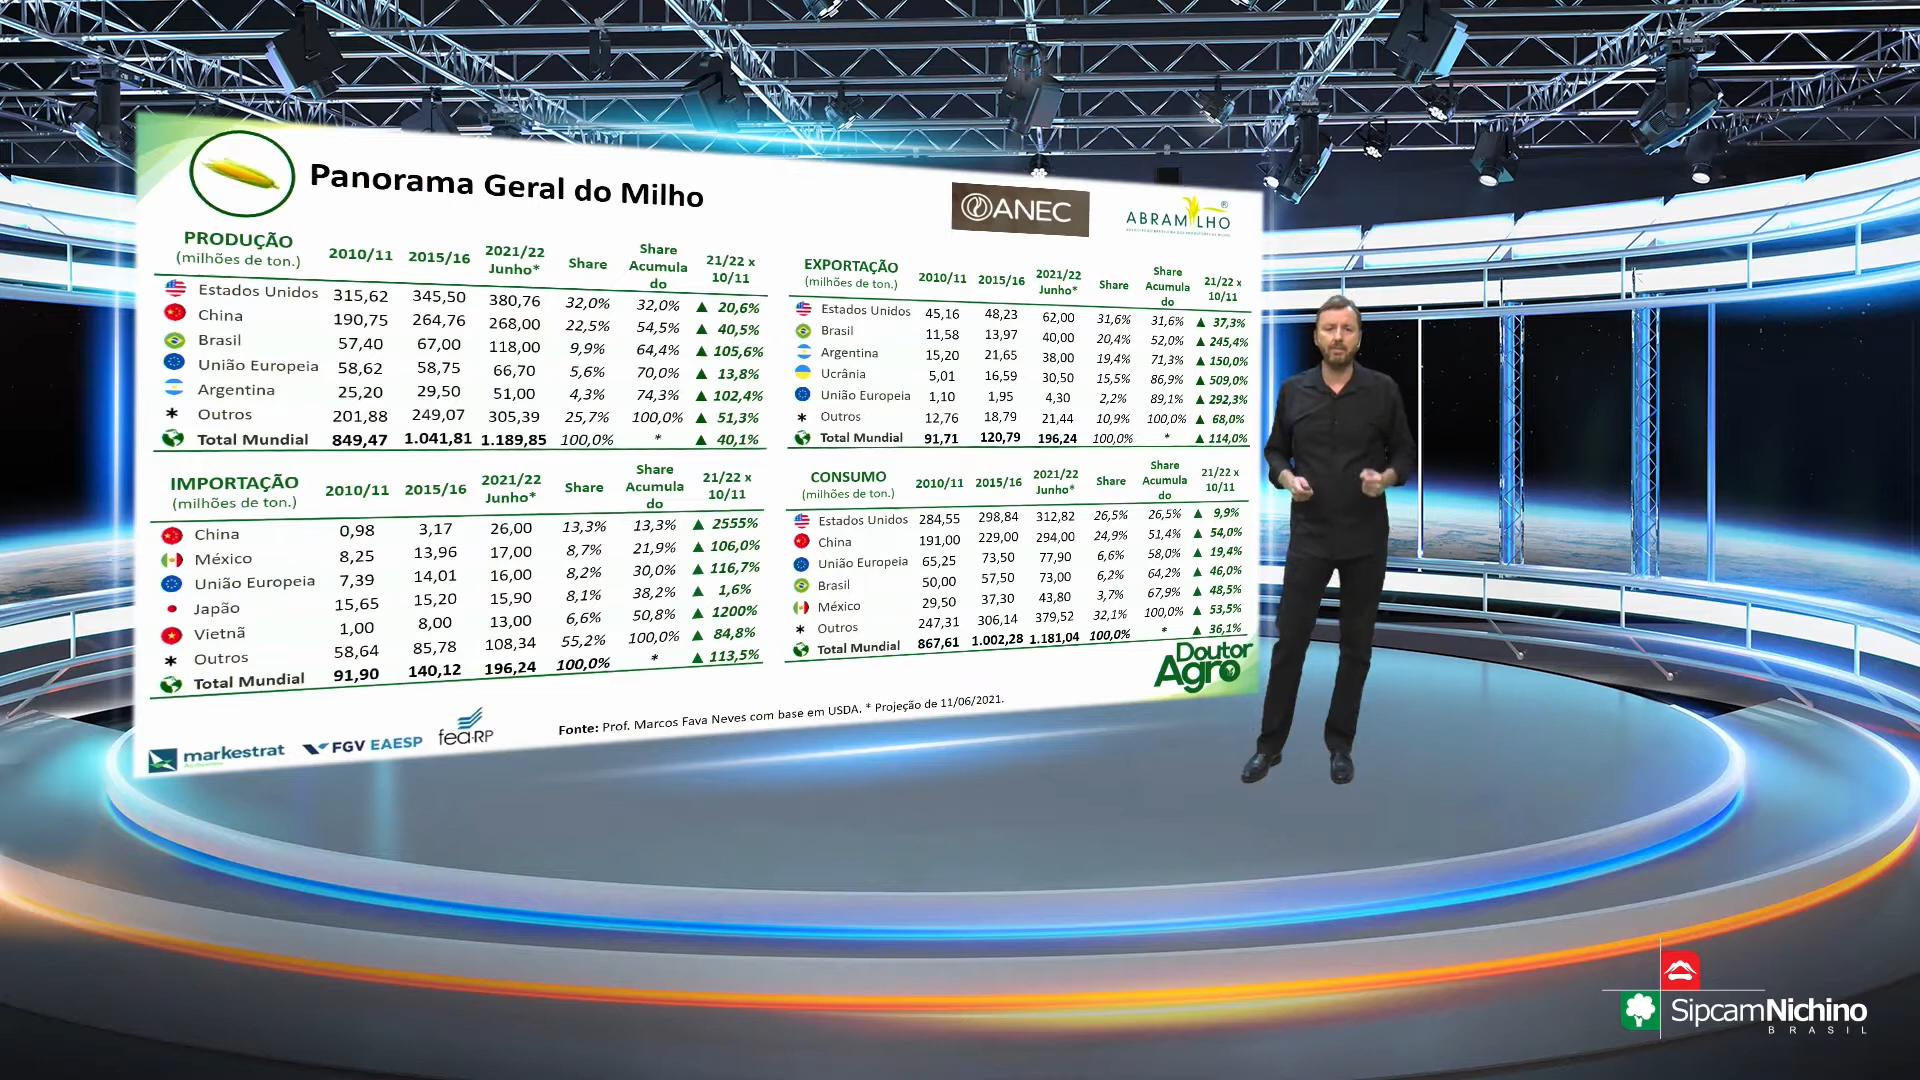 Panorama Geral do Milho
ANEC
ABRAMILHO
PRODUÇÃO (milhões de ton.) 2010/11 2015/16 2021/22 Junho* Share Share Acumula do 21/22 x 10/11
Estados Unidos 315,62 345,50 380,76 32,0% 32,0% ▲ 20,6%
China 190,75 264,76 268,00 22,5% 54,5% ▲ 40,5%
Brasil 57,40 67,00 118,00 9,9% 64,4% ▲ 105,6%
União Europeia 58,62 58,75 66,70 5,6% 70,0% ▲ 13,8%
Argentina 25,20 29,50 51,00 4,3% 74,3% ▲ 102,4%
* Outros 201,88 249,07 305,39 25,7% 100,0% ▲ 51,3%
Total Mundial 849,47 1.041,81 1.189,85 100,0% * ▲ 40,1%
EXPORTAÇÃO (milhões de ton.) 2010/11 2015/16 2021/22 Junho* Share Share Acumula do 21/22 x 10/11
Estados Unidos 45,16 48,23 62,00 31,6% 31,6% ▲ 37,3%
Brasil 11,58 13,97 40,00 20,4% 52,0% ▲ 245,4%
Argentina 15,20 21,65 38,00 19,4% 71,3% ▲ 150,0%
Ucrânia 5,01 16,59 30,50 15,5% 86,9% ▲ 509,0%
União Europeia 1,10 1,95 4,30 2,2% 89,1% ▲ 292,3%
* Outros 12,76 18,79 21,44 10,9% 100,0% ▲ 68,0%
Total Mundial 91,71 120,79 196,24 100,0% * ▲ 114,0%
IMPORTAÇÃO (milhões de ton.) 2010/11 2015/16 2021/22 Junho* Share Share Acumula do 21/22 x 10/11
China 0,98 3,17 26,00 13,3% 13,3% ▲ 2555%
México 8,25 13,96 17,00 8,7% 21,9% ▲ 106,0%
União Europeia 7,39 14,01 16,00 8,2% 30,0% ▲ 116,7%
Japão 15,65 15,20 15,90 8,1% 38,2% ▲ 1,6%
Vietnã 1,00 8,00 13,00 6,6% 50,8% ▲ 1200%
* Outros 58,64 85,78 108,34 55,2% 100,0% ▲ 84,8%
Total Mundial 91,90 140,12 196,24 100,0% * ▲ 113,5%
CONSUMO (milhões de ton.) 2010/11 2015/16 2021/22 Junho* Share Share Acumula do 21/22 x 10/11
Estados Unidos 284,55 298,84 312,82 26,5% 26,5% ▲ 9,9%
China 191,00 229,00 294,00 24,9% 51,4% ▲ 54,0%
União Europeia 65,25 73,50 77,90 6,6% 58,0% ▲ 19,4%
Brasil 50,00 57,50 73,00 6,2% 64,2% ▲ 46,0%
México 29,50 37,30 43,80 3,7% 67,9% ▲ 48,5%
* Outros 247,31 306,14 379,52 32,1% 100,0% ▲ 53,5%
Total Mundial 867,61 1.002,28 1.181,04 100,0% * ▲ 36,1%
Doutor
Agro
markestrat FGV EAESP fea-RP
Fonte: Prof. Marcos Fava Neves com base em USDA. * Projeção de 11/06/2021.
SipcamNichino
BRASIL